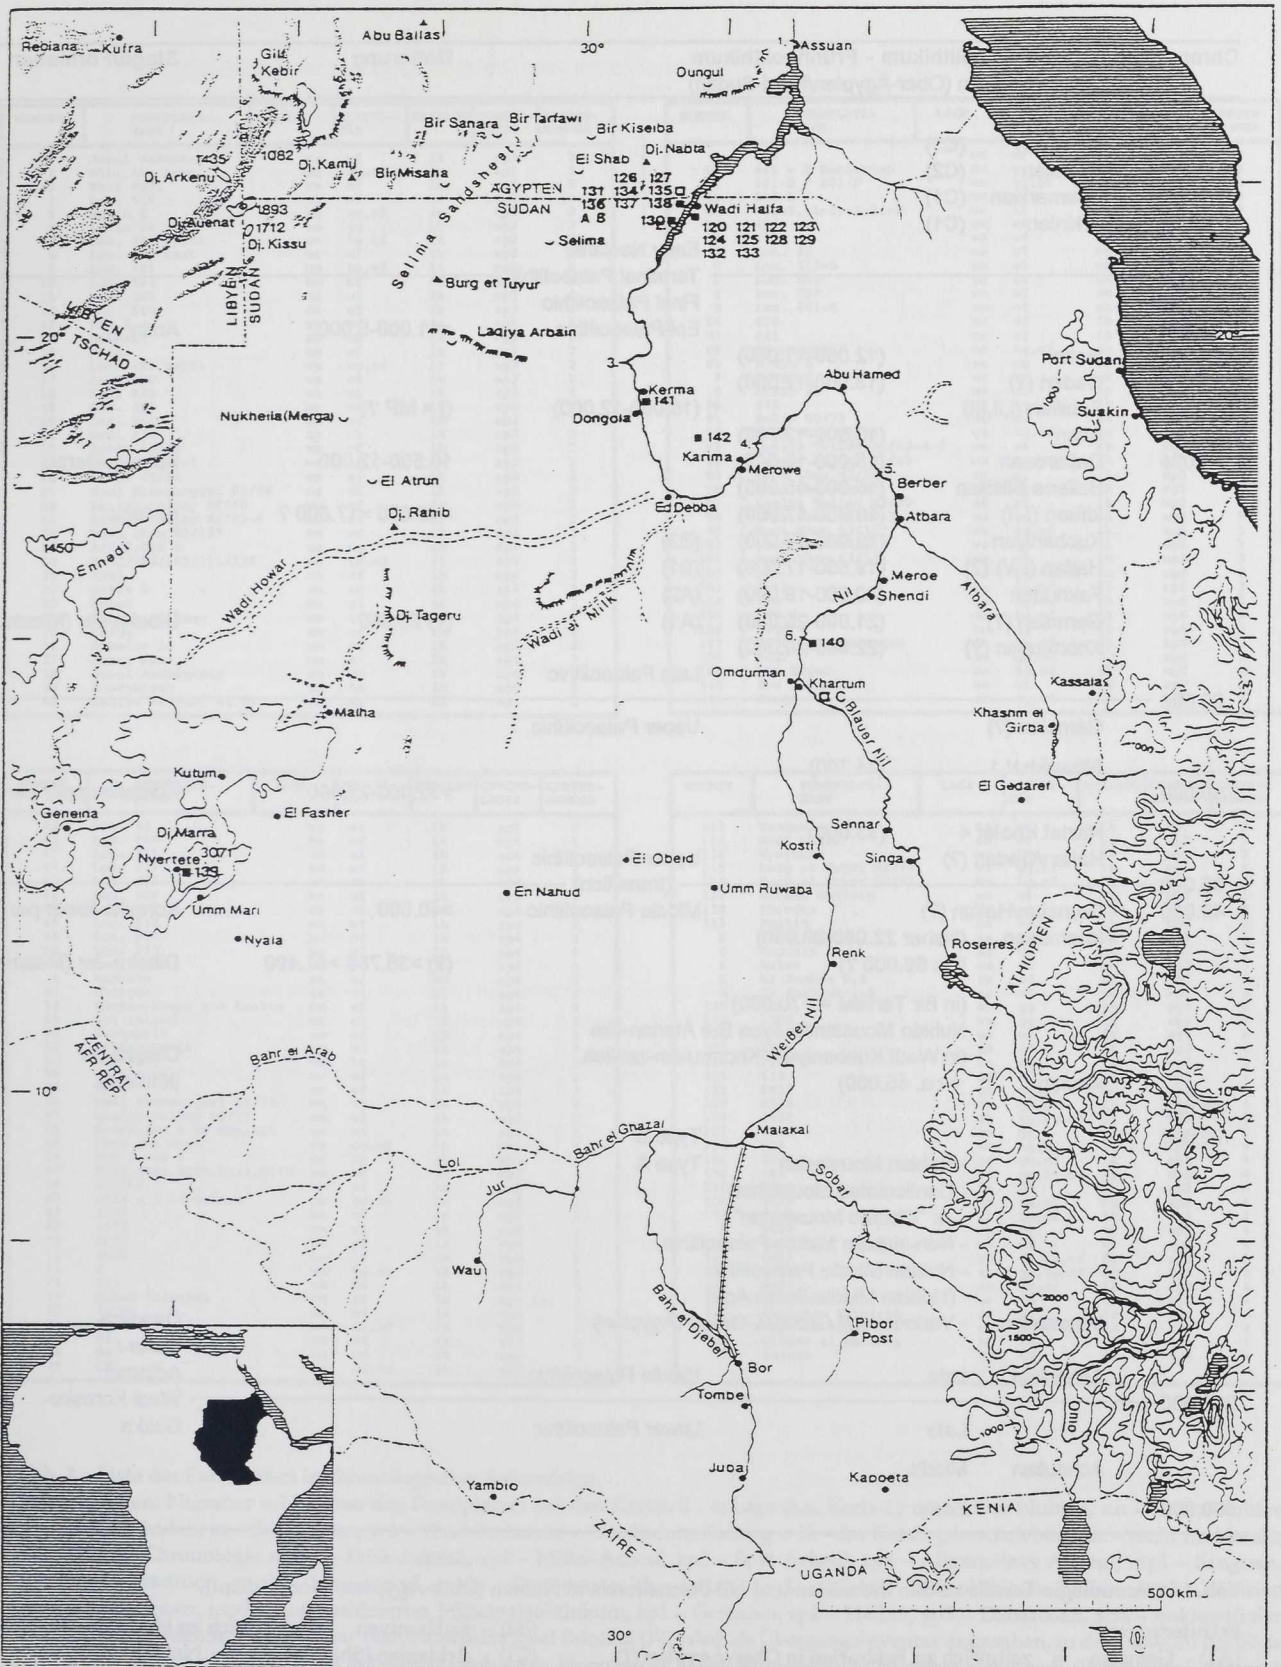 Abu Ballas
Rebiana
Kufra
Gilf
Kebir
30°
1.
Assuan
Dungul
Bir Sanara
Bir Tarfawi
Bir Kiseiba
El Shab
Dj. Nabta
1435
1082
Dj. Kamil
Bir Misaha
Dj. Arkenu
126 127
ÄGYPTEN
131 134 135
SUDAN
136 137 138
A B
130
Wadi Halfa
120 121 122 123
124 125 128 129
132 133
Dj. Auenat
1893
1712
Dj. Kissu
Selima Sandsheet
Selima
LIBYEN
SUDAN
Burg et Tuyur
LIBYEN
TSCHAD
20°
20°
Laqiya Arbain
3.
Port Sudan
1000
Suakin
Abu Hamed
Kerma
141
Dongola
Nukheila (Merga)
142
4.
Karima
Merowe
5.
El Atrun
Berber
Ed Debba
Atbara
Dj. Rahib
1450
Ennedi
Wadi Howar
Meroe
Shendi
Nil
Atbara
Dj. Tageru
Wadi el Milk
6.
140
Omdurman
Khartum
C
Kassala
Malha
Blauer Nil
Khashm el
Girba
Kutum
El Gedaref
Geneina
El Fasher
Dj. Marra
Sennar
3071
Nyertete
139
El Obeid
Kosti
Singa
En Nahud
Umm Ruwaba
Umm Mari
Nyala
Renk
Roseires
ÄTHIOPIEN
Weißer Nil
ZENTRAL
AFR. REP.
Bahr el Arab
10°
10°
Malakal
Bahr el Ghazal
Lol
Jur
Sobat
Wau
Bahr el Djebel
2000
1500
Pibor
Post
Bor
Tombe
1000
Omo
Juba
Kapoeta
Yambio
KENIA
ZAIRE
UGANDA
0
500 km
30°